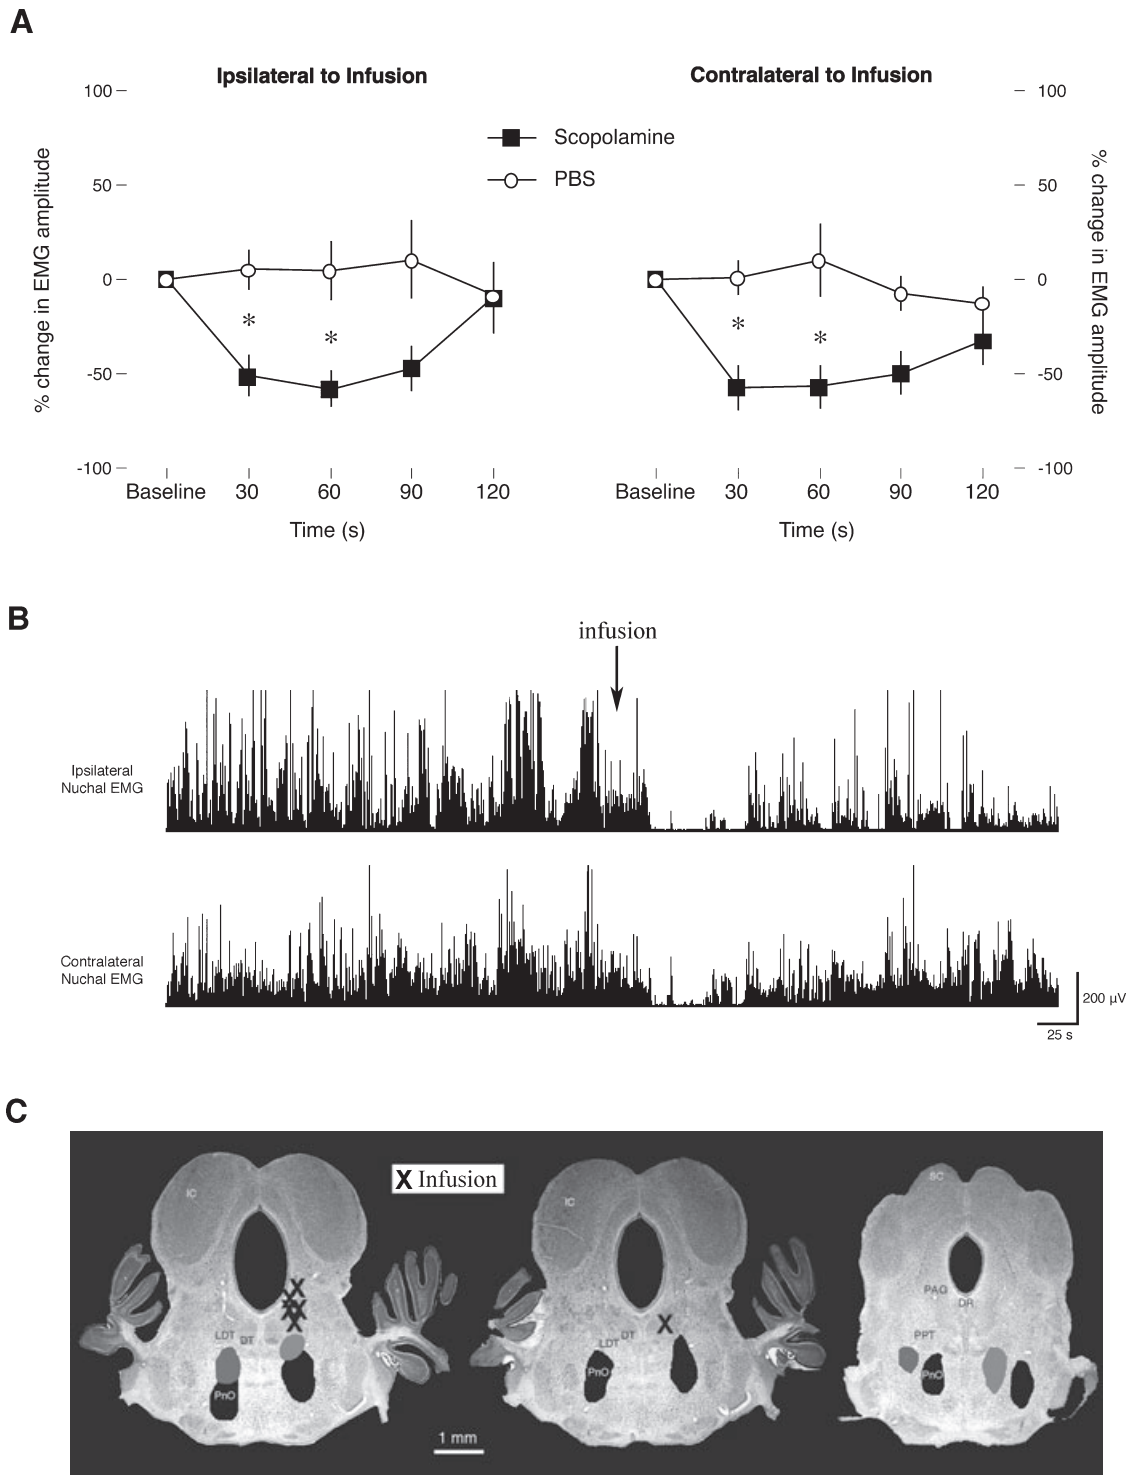 A
Ipsilateral to Infusion
Contralateral to Infusion
100
100
Scopolamine
PBS
50
50
0
0
-50
-50
-100
-100
% change in EMG amplitude
% change in EMG amplitude
*
*
*
*
Baseline 30 60 90 120
Baseline 30 60 90 120
Time (s)
Time (s)
B
infusion
Ipsilateral
Nuchal EMG
Contralateral
Nuchal EMG
200 µV
25 s
C
X Infusion
IC
IC
SC
X
X
X X
X X
X
X
PAG
DR
LDT DT
LDT DT
PPT
PnO
PnO
PnO
1 mm